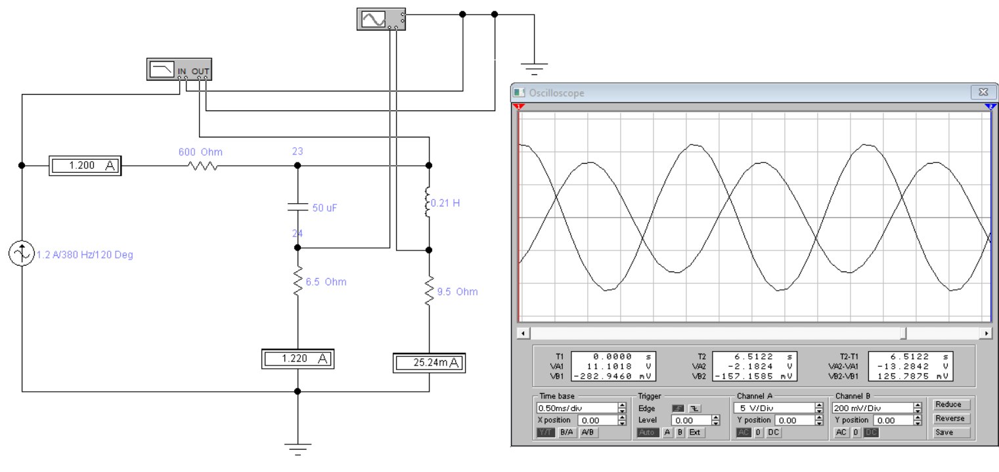 IN OUT
Oscilloscope
1
2
600 Ohm
23
1.200 A
50 uF
0.21 H
24
1.2 A/380 Hz/120 Deg
6.5 Ohm
9.5 Ohm
1.220 A
25.24m A
T1 0.0000 s
VA1 11.1018 V
VB1 -282.9460 mV
T2 6.5122 s
VA2 -2.1824 V
VB2 -157.1585 mV
T2-T1 6.5122 s
VA2-VA1 -13.2842 V
VB2-VB1 125.7875 mV
Time base
0.50ms/div
X position 0.00
Y/T B/A A/B
Trigger
Edge
Level 0.00
Auto A B Ext
Channel A
5 V/Div
Y position 0.00
AC 0 DC
Channel B
200 mV/Div
Y position 0.00
AC 0 DC
Reduce
Reverse
Save